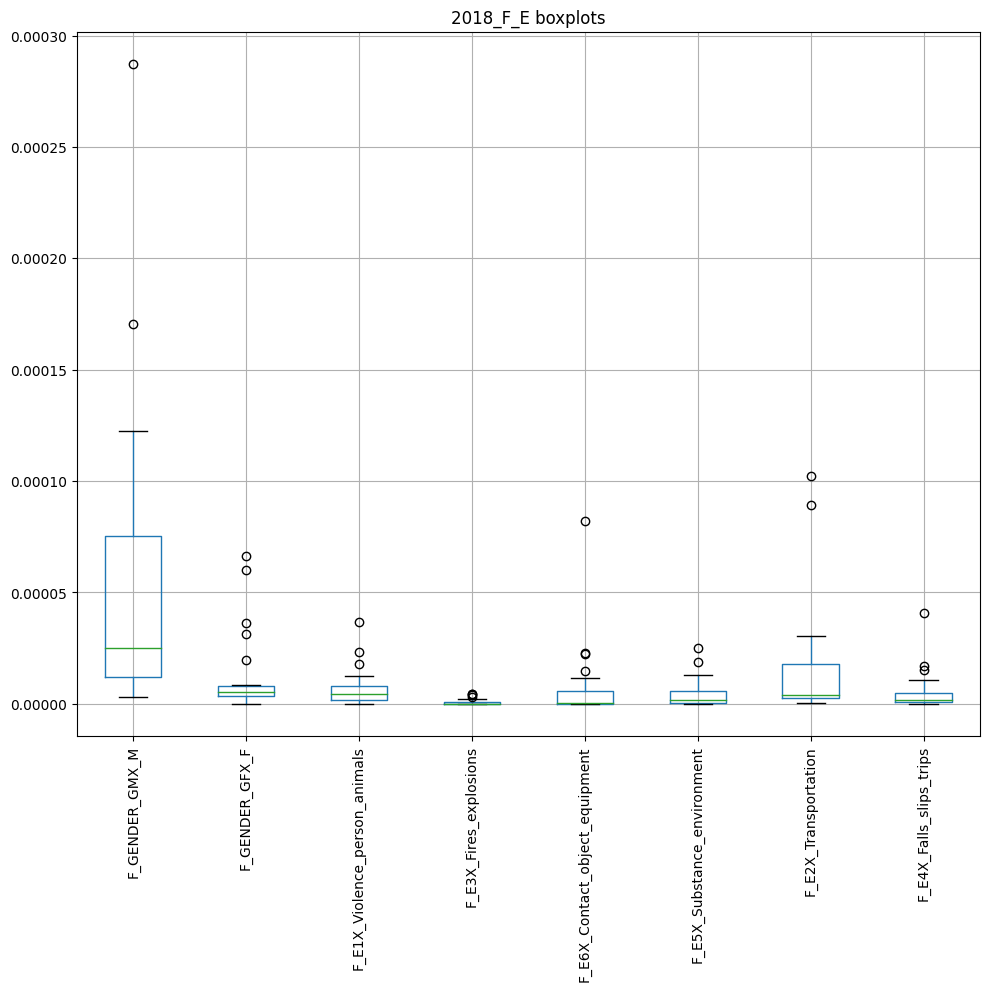 2018_F_E boxplots
0.00030
0.00025
0.00020
0.00015
0.00010
0.00005
0.00000
F_GENDER_GMX_M
F_GENDER_GFX_F
F_E1X_Violence_person_animals
F_E3X_Fires_explosions
F_E6X_Contact_object_equipment
F_E5X_Substance_environment
F_E2X_Transportation
F_E4X_Falls_slips_trips